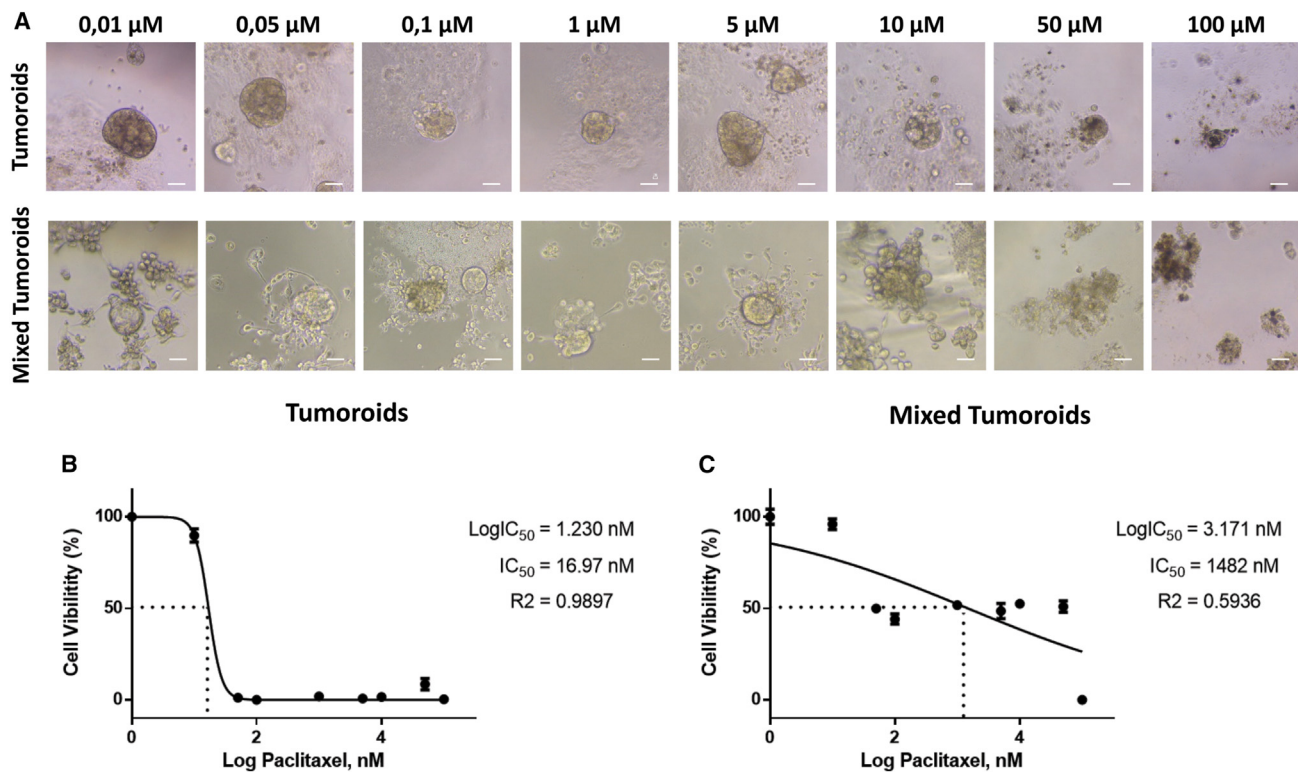 A
0,01 µM 0,05 µM 0,1 µM 1 µM 5 µM 10 µM 50 µM 100 µM
Tumoroids
Mixed Tumoroids
Tumoroids
Mixed Tumoroids
B
100
50
0
Cell Vibilitity (%)
0 2 4
Log Paclitaxel, nM
LogIC50 = 1.230 nM
IC50 = 16.97 nM
R2 = 0.9897
C
100
50
0
Cell Vibilitity (%)
0 2 4
Log Paclitaxel, nM
LogIC50 = 3.171 nM
IC50 = 1482 nM
R2 = 0.5936